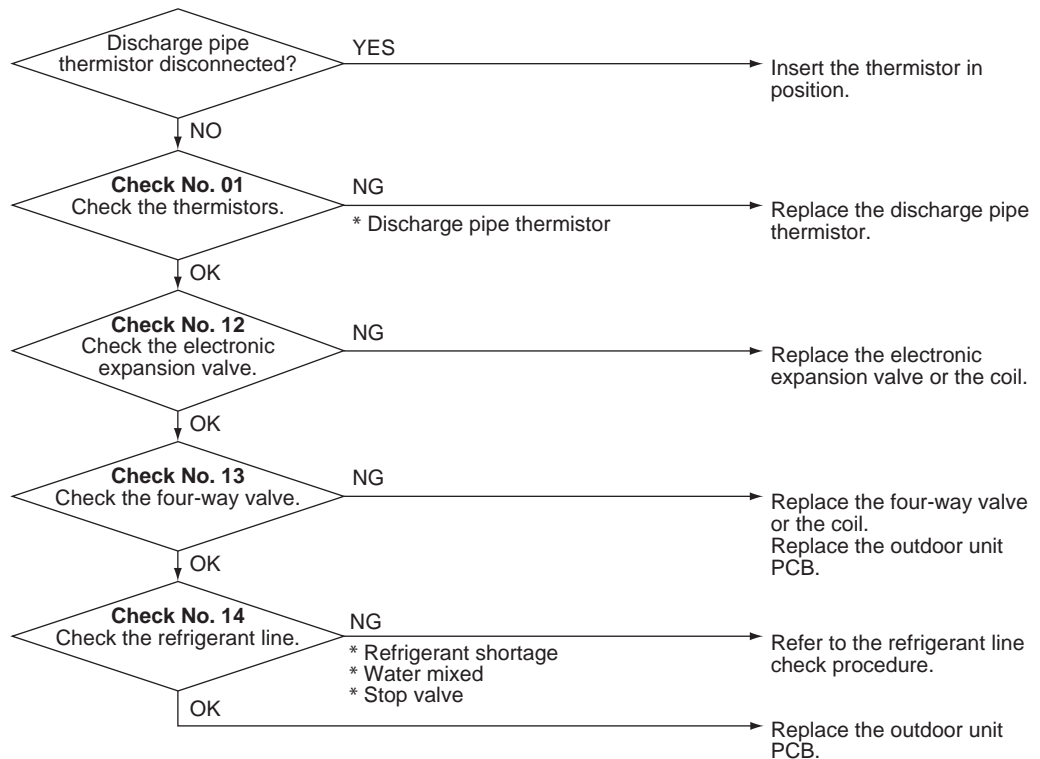 Discharge pipe
thermistor disconnected?
YES
Insert the thermistor in
position.
NO
Check No. 01
Check the thermistors.
NG
* Discharge pipe thermistor
Replace the discharge pipe
thermistor.
OK
Check No. 12
Check the electronic
expansion valve.
NG
Replace the electronic
expansion valve or the coil.
OK
Check No. 13
Check the four-way valve.
NG
Replace the four-way valve
or the coil.
Replace the outdoor unit
PCB.
OK
Check No. 14
Check the refrigerant line.
NG
* Refrigerant shortage
* Water mixed
* Stop valve
Refer to the refrigerant line
check procedure.
OK
Replace the outdoor unit
PCB.